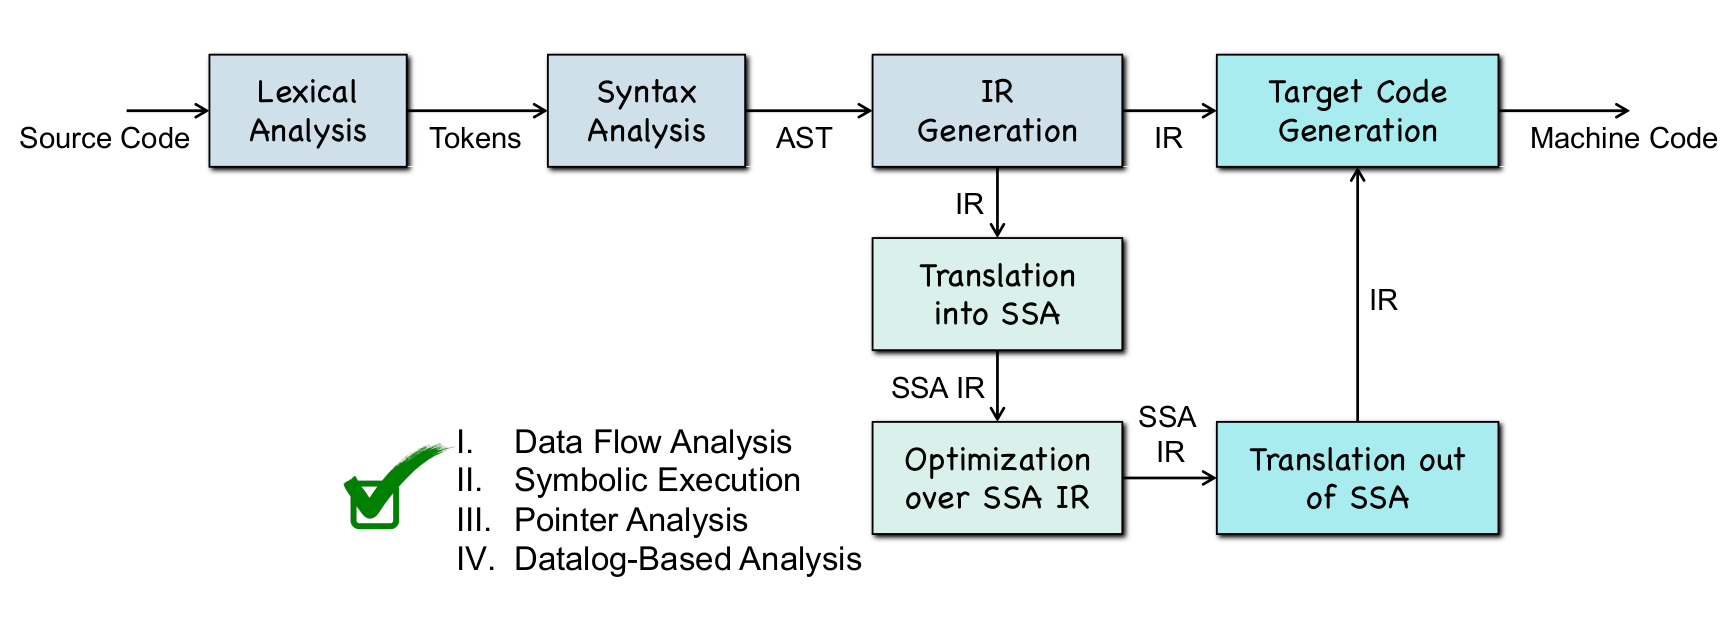 Lexical
Analysis
Syntax
Analysis
IR
Generation
Target Code
Generation
Source Code
Tokens
AST
IR
Machine Code
IR
Translation
into SSA
IR
SSA IR
SSA
IR
Optimization
over SSA IR
Translation out
of SSA
I. Data Flow Analysis
II. Symbolic Execution
III. Pointer Analysis
IV. Datalog-Based Analysis